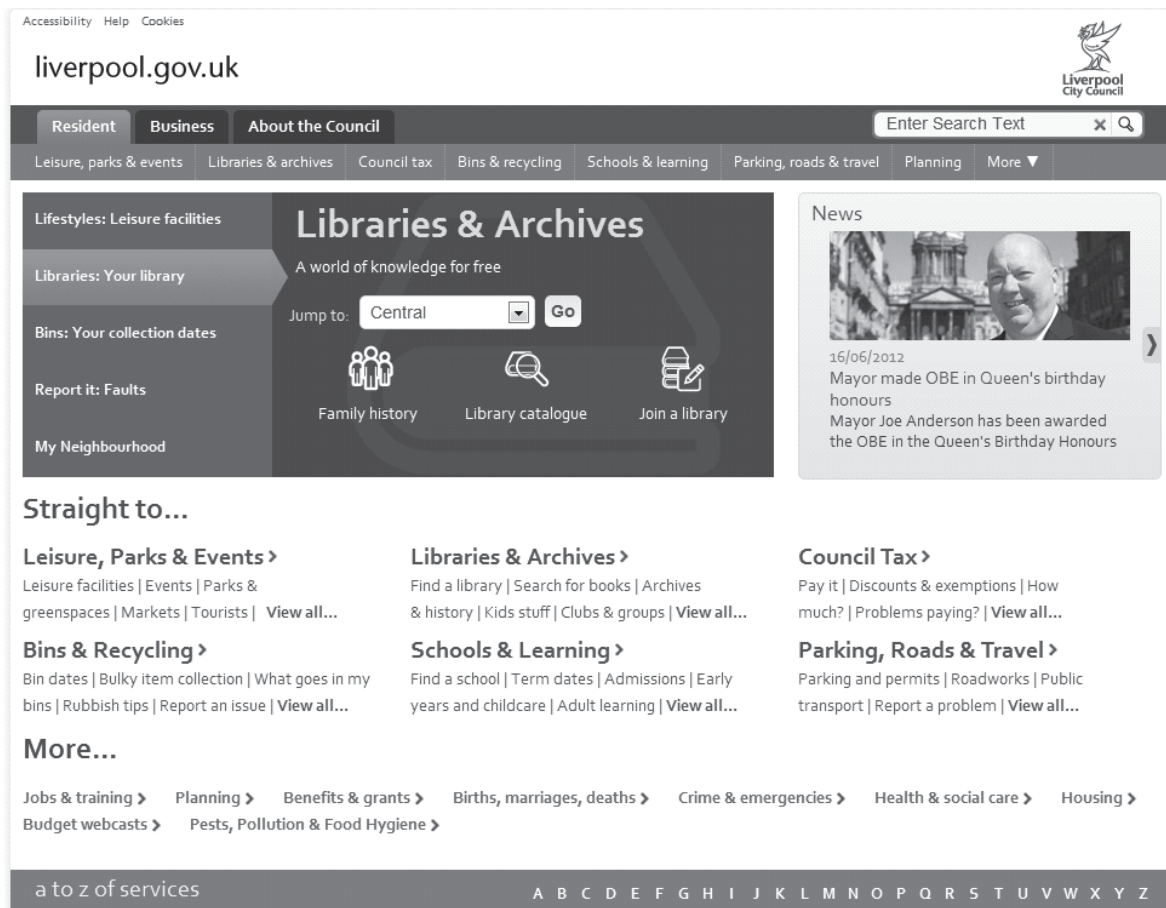 Accessibility Help Cookies
liverpool.gov.uk
Liverpool
City Council
Resident Business About the Council
Enter Search Text
Leisure, parks & events Libraries & archives Council tax Bins & recycling Schools & learning Parking, roads & travel Planning More ▼
Lifestyles: Leisure facilities
Libraries: Your library
Bins: Your collection dates
Report it: Faults
My Neighbourhood
Libraries & Archives
A world of knowledge for free
Jump to: Central Go
Family history Library catalogue Join a library
News
16/06/2012
Mayor made OBE in Queen's birthday
honours
Mayor Joe Anderson has been awarded
the OBE in the Queen's Birthday Honours
Straight to...
Leisure, Parks & Events >
Leisure facilities | Events | Parks &
greenspaces | Markets | Tourists | View all...
Libraries & Archives >
Find a library | Search for books | Archives
& history | Kids stuff | Clubs & groups | View all...
Council Tax >
Pay it | Discounts & exemptions | How
much? | Problems paying? | View all...
Bins & Recycling >
Bin dates | Bulky item collection | What goes in my
bins | Rubbish tips | Report an issue | View all...
Schools & Learning >
Find a school | Term dates | Admissions | Early
years and childcare | Adult learning | View all...
Parking, Roads & Travel >
Parking and permits | Roadworks | Public
transport | Report a problem | View all...
More...
Jobs & training > Planning > Benefits & grants > Births, marriages, deaths > Crime & emergencies > Health & social care > Housing >
Budget webcasts > Pests, Pollution & Food Hygiene >
a to z of services A B C D E F G H I J K L M N O P Q R S T U V W X Y Z